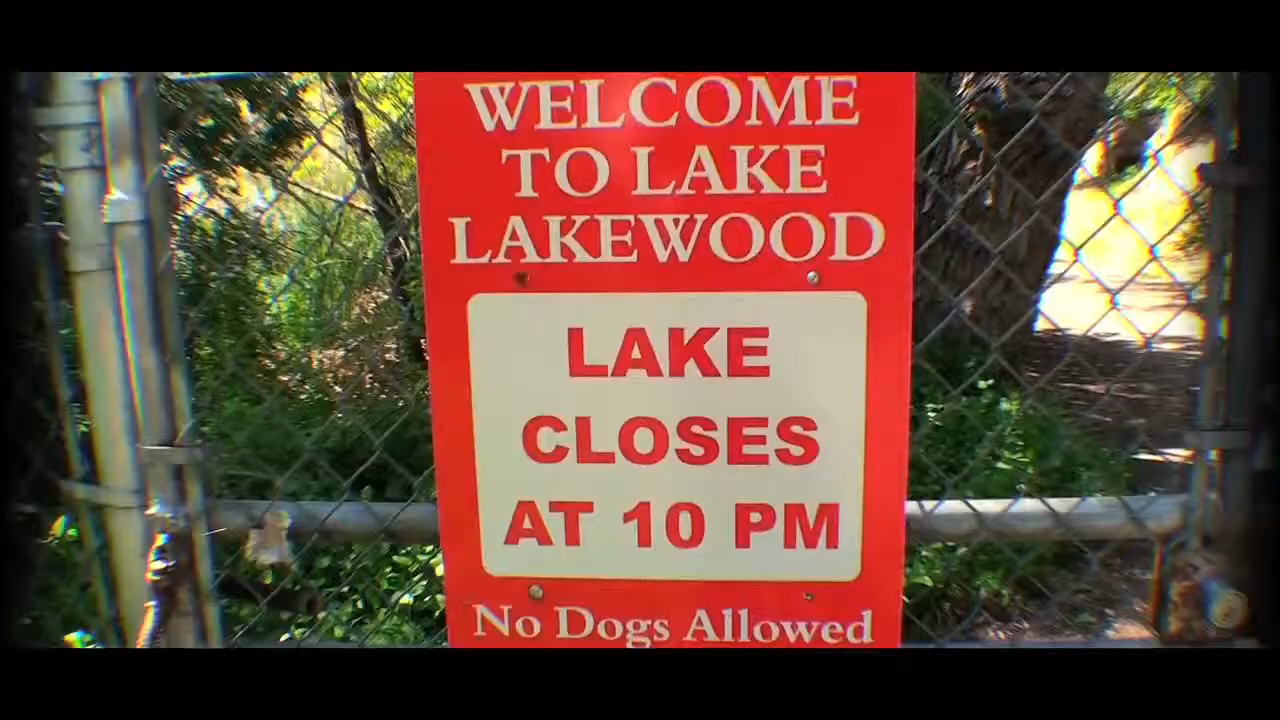 WELCOME
TO LAKE
LAKEWOOD
LAKE
CLOSES
AT 10 PM
No Dogs Allowed